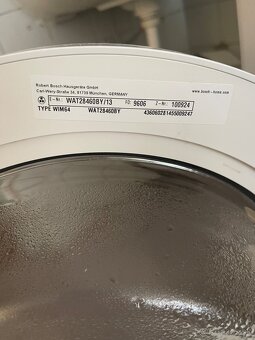 Robert Bosch Hausgeräte GmbH
Carl-Wery-Straße 34, 81739 München, GERMANY
www.bosch-home.com
E-Nr.: WAT28460BY/13 FD: 9606 Z-Nr.: 100924
TYPE WIM64 WAT28460BY 436060281455009247